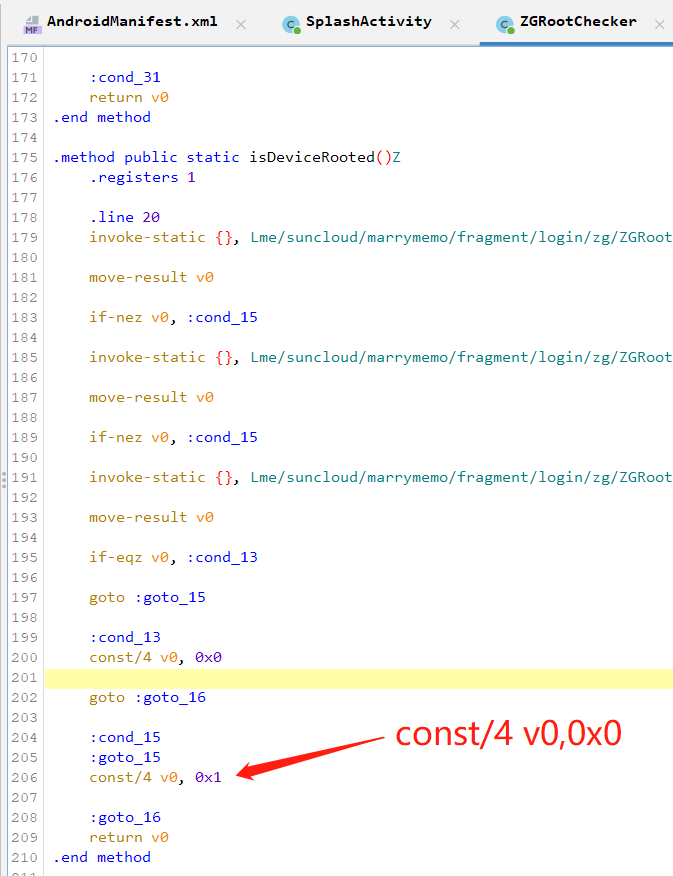 AndroidManifest.xml × SplashActivity × ZGRootChecker ×
170
171 :cond_31
172 return v0
173 .end method
174
175 .method public static isDeviceRooted()Z
176 .registers 1
177
178 .line 20
179 invoke-static {}, Lme/suncloud/marrymemo/fragment/login/zg/ZGRoot
180
181 move-result v0
182
183 if-nez v0, :cond_15
184
185 invoke-static {}, Lme/suncloud/marrymemo/fragment/login/zg/ZGRoot
186
187 move-result v0
188
189 if-nez v0, :cond_15
190
191 invoke-static {}, Lme/suncloud/marrymemo/fragment/login/zg/ZGRoot
192
193 move-result v0
194
195 if-eqz v0, :cond_13
196
197 goto :goto_15
198
199 :cond_13
200 const/4 v0, 0x0
201
202 goto :goto_16
203
204 :cond_15
205 :goto_15
206 const/4 v0, 0x1
const/4 v0,0x0
207
208 :goto_16
209 return v0
210 .end method